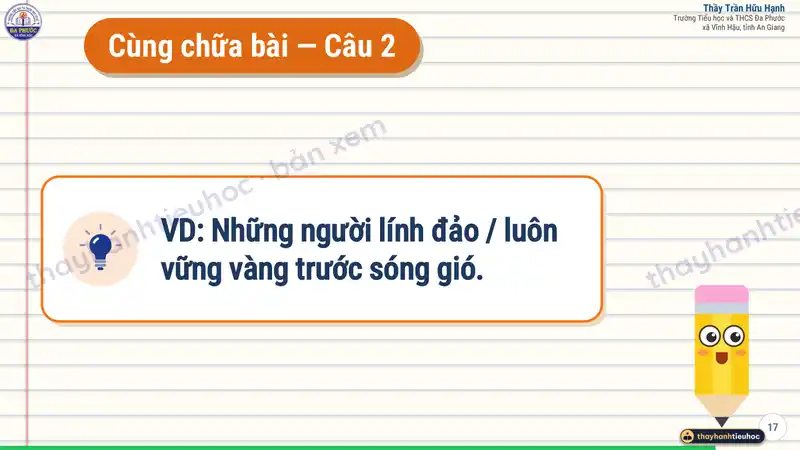 Thầy Trần Hữu Hạnh
Trường Tiểu học và THCS Đa Phước
xã Vĩnh Hậu, tỉnh An Giang
ĐA PHƯỚC
Cùng chữa bài – Câu 2
thayhanhtieuhoc · bản xem
VD: Những người lính đảo / luôn
vững vàng trước sóng gió.
thayhanhtie
thayhanhtieuhoc
17